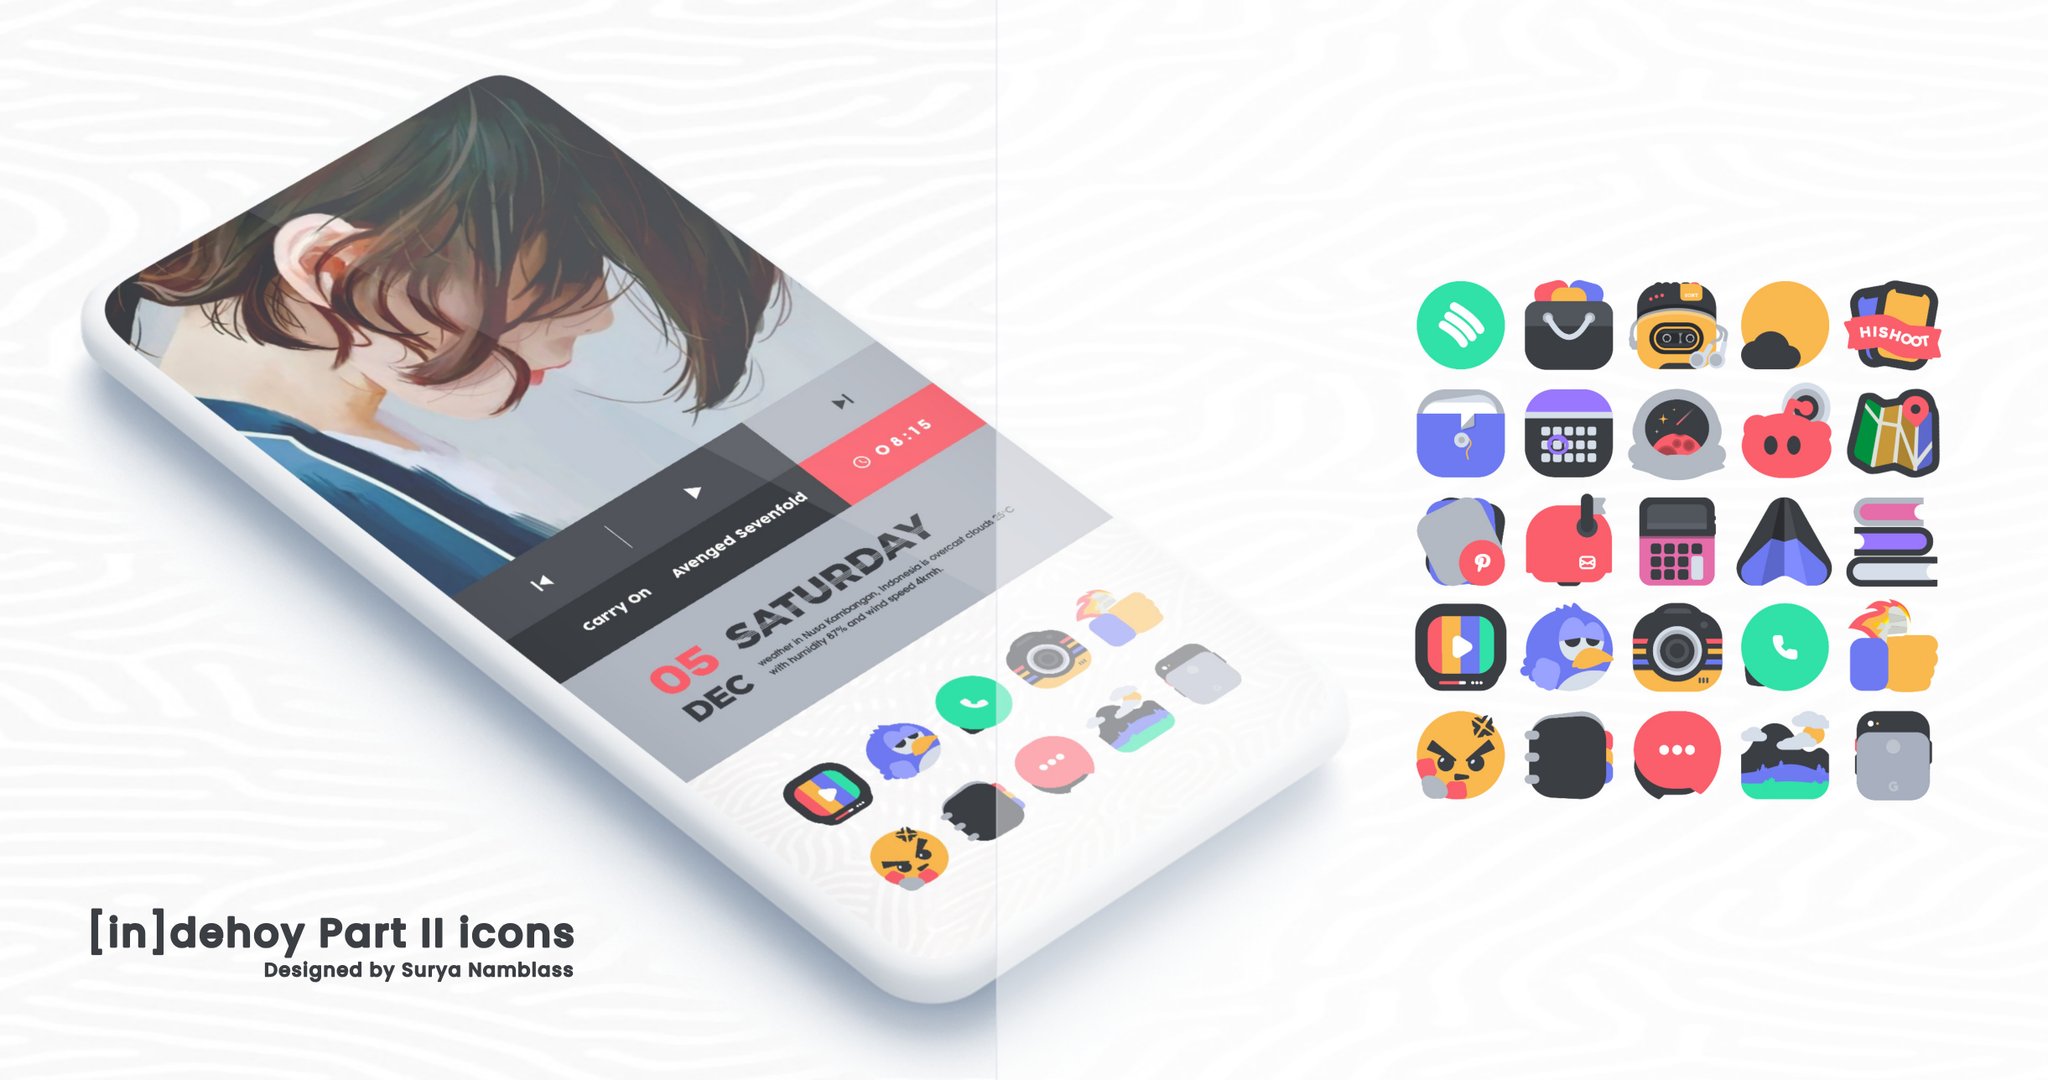 08:15
Carry On Avenged Sevenfold
05 SATURDAY
DEC
weather in Nusa Kambangan, Indonesia is overcast clouds 25°C
with humidity 87% and wind speed 4kmh.
HISHOOT
[in]dehoy Part II icons
Designed by Surya Namblass